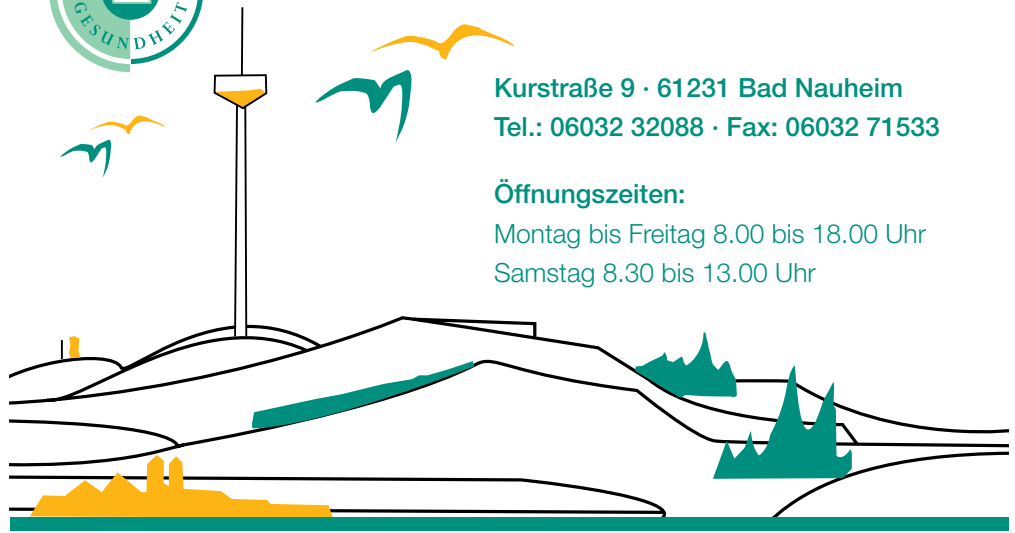 GESUNDHEIT
Kurstraße 9 · 61231 Bad Nauheim
Tel.: 06032 32088 · Fax: 06032 71533
Öffnungszeiten:
Montag bis Freitag 8.00 bis 18.00 Uhr
Samstag 8.30 bis 13.00 Uhr